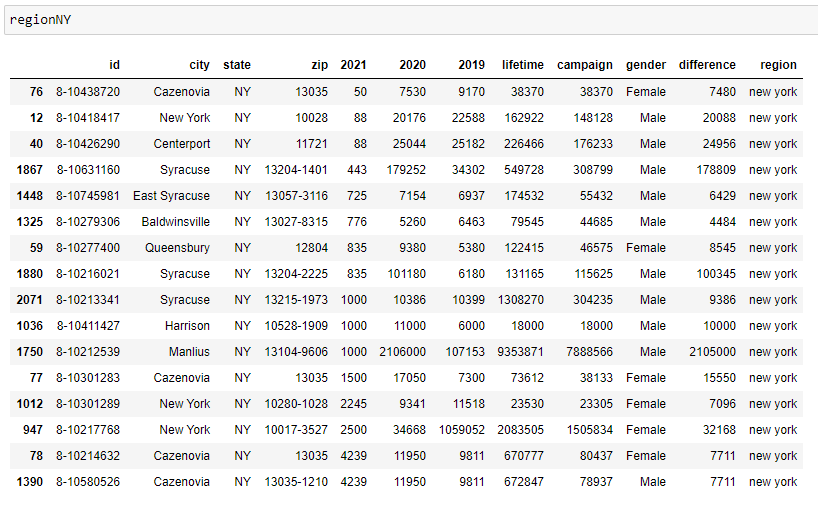 regionNY
id city state zip 2021 2020 2019 lifetime campaign gender difference region
76 8-10438720 Cazenovia NY 13035 50 7530 9170 38370 38370 Female 7480 new york
12 8-10418417 New York NY 10028 88 20176 22588 162922 148128 Male 20088 new york
40 8-10426290 Centerport NY 11721 88 25044 25182 226466 176233 Male 24956 new york
1867 8-10631160 Syracuse NY 13204-1401 443 179252 34302 549728 308799 Male 178809 new york
1448 8-10745981 East Syracuse NY 13057-3116 725 7154 6937 174532 55432 Male 6429 new york
1325 8-10279306 Baldwinsville NY 13027-8315 776 5260 6463 79545 44685 Male 4484 new york
59 8-10277400 Queensbury NY 12804 835 9380 5380 122415 46575 Female 8545 new york
1880 8-10216021 Syracuse NY 13204-2225 835 101180 6180 131165 115625 Male 100345 new york
2071 8-10213341 Syracuse NY 13215-1973 1000 10386 10399 1308270 304235 Male 9386 new york
1036 8-10411427 Harrison NY 10528-1909 1000 11000 6000 18000 18000 Male 10000 new york
1750 8-10212539 Manlius NY 13104-9606 1000 2106000 107153 9353871 7888566 Male 2105000 new york
77 8-10301283 Cazenovia NY 13035 1500 17050 7300 73612 38133 Female 15550 new york
1012 8-10301289 New York NY 10280-1028 2245 9341 11518 23530 23305 Female 7096 new york
947 8-10217768 New York NY 10017-3527 2500 34668 1059052 2083505 1505834 Female 32168 new york
78 8-10214632 Cazenovia NY 13035 4239 11950 9811 670777 80437 Female 7711 new york
1390 8-10580526 Cazenovia NY 13035-1210 4239 11950 9811 672847 78937 Male 7711 new york